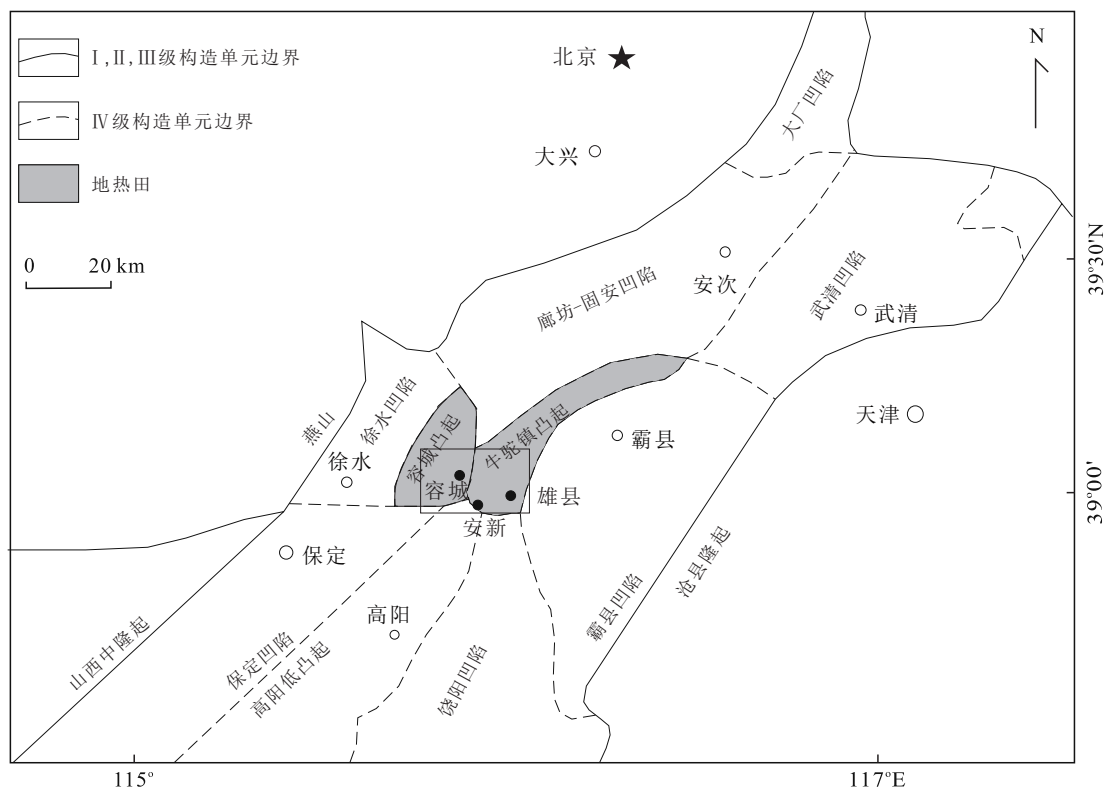 I,II,III级构造单元边界
IV级构造单元边界
地热田
0 20 km
N
北京
大兴
大厂凹陷
39°30'N
安次
廊坊-固安凹陷
武清凹陷
武清
天津
徐水凹陷
燕山
徐水
容城凸起
牛驼镇凸起
霸县
39°00'
容城
雄县
安新
保定
沧县隆起
霸县凹陷
高阳
山西中隆起
保定凹陷
高阳低凸起
饶阳凹陷
115°
117°E